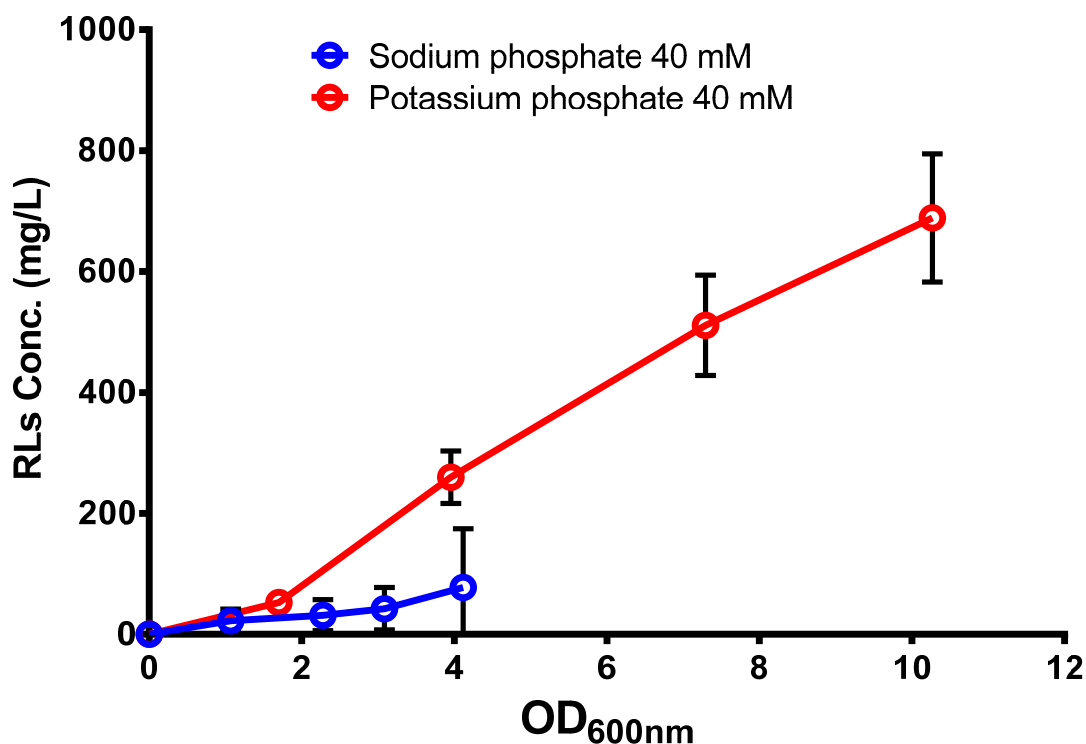 Sodium phosphate 40 mM
Potassium phosphate 40 mM
RLs Conc. (mg/L)
1000
800
600
400
200
0
0 2 4 6 8 10 12
OD600nm